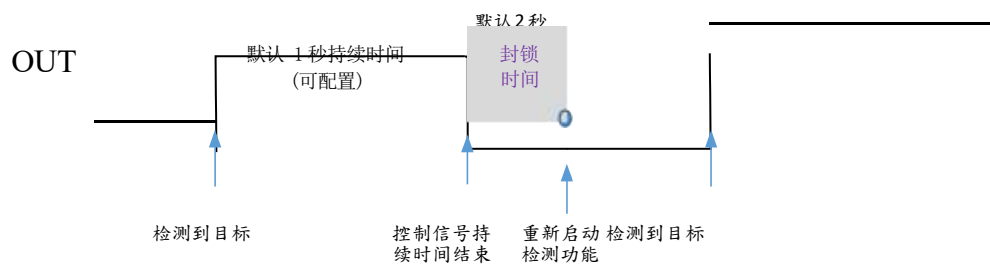 默认2秒
OUT
默认 1秒持续时间
(可配置)
封锁
时间
检测到目标
控制信号持
续时间结束
重新启动
检测功能
检测到目标